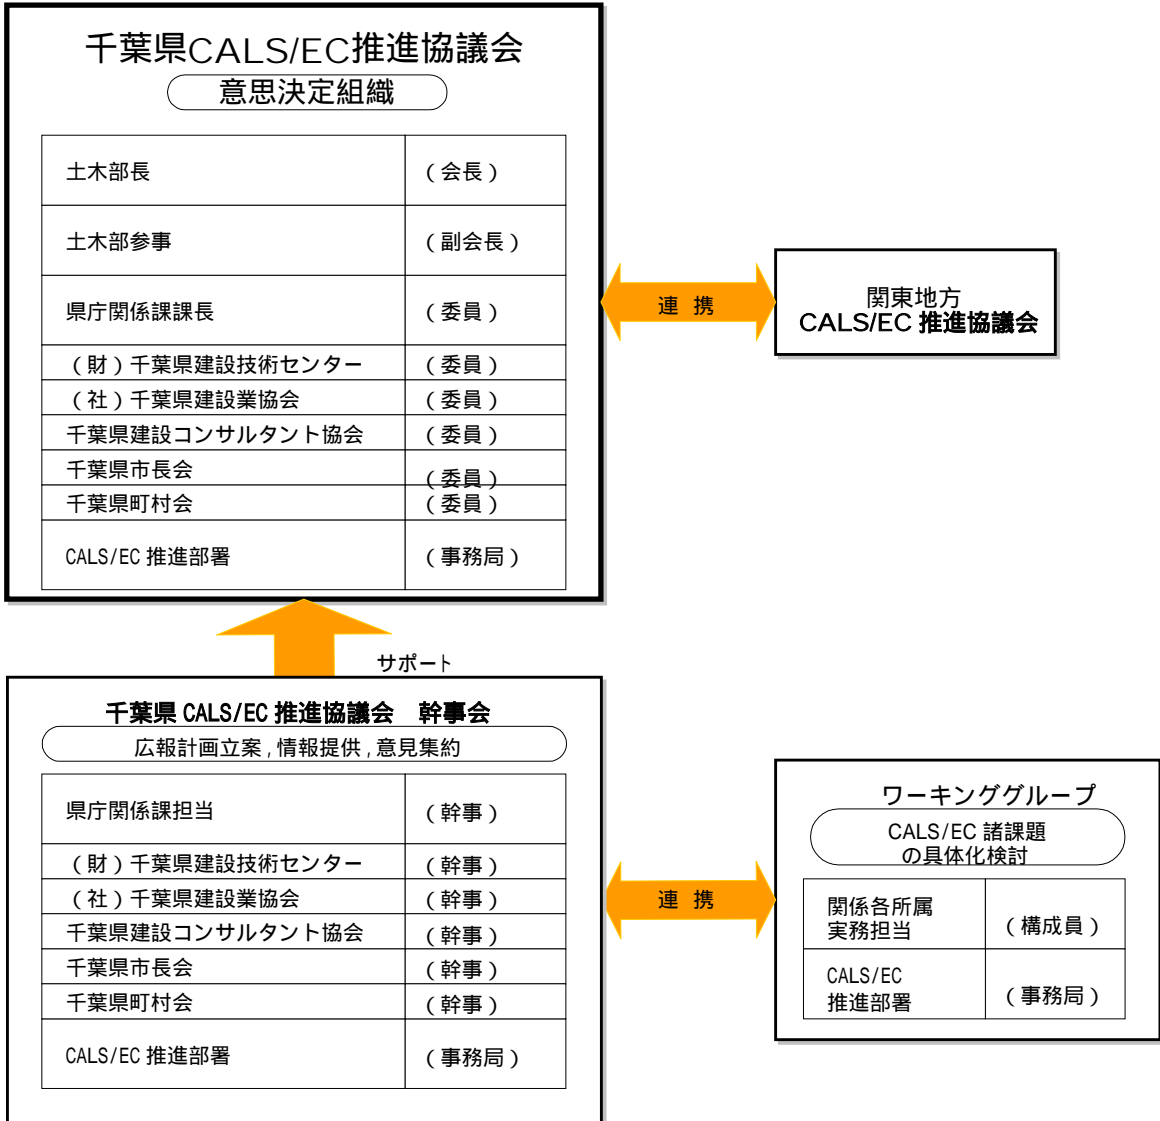 千葉県CALS/EC推進協議会
意思決定組織
土木部長 （会長）
土木部参事 （副会長）
県庁関係課課長 （委員）
（財）千葉県建設技術センター （委員）
（社）千葉県建設業協会 （委員）
千葉県建設コンサルタント協会 （委員）
千葉県市長会 （委員）
千葉県町村会 （委員）
CALS/EC 推進部署 （事務局）
連 携
関東地方
CALS/EC 推進協議会
サポート
千葉県 CALS/EC 推進協議会　幹事会
広報計画立案，情報提供，意見集約
県庁関係課担当 （幹事）
（財）千葉県建設技術センター （幹事）
（社）千葉県建設業協会 （幹事）
千葉県建設コンサルタント協会 （幹事）
千葉県市長会 （幹事）
千葉県町村会 （幹事）
CALS/EC 推進部署 （事務局）
連 携
ワーキンググループ
CALS/EC 諸課題
の具体化検討
関係各所属
実務担当 （構成員）
CALS/EC
推進部署 （事務局）